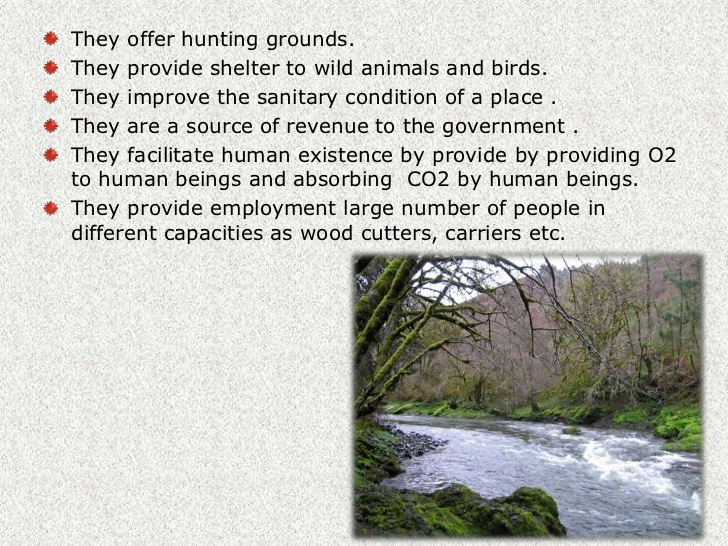 They offer hunting grounds.
They provide shelter to wild animals and birds.
They improve the sanitary condition of a place .
They are a source of revenue to the government .
They facilitate human existence by provide by providing O2
to human beings and absorbing  CO2 by human beings.
They provide employment large number of people in
different capacities as wood cutters, carriers etc.